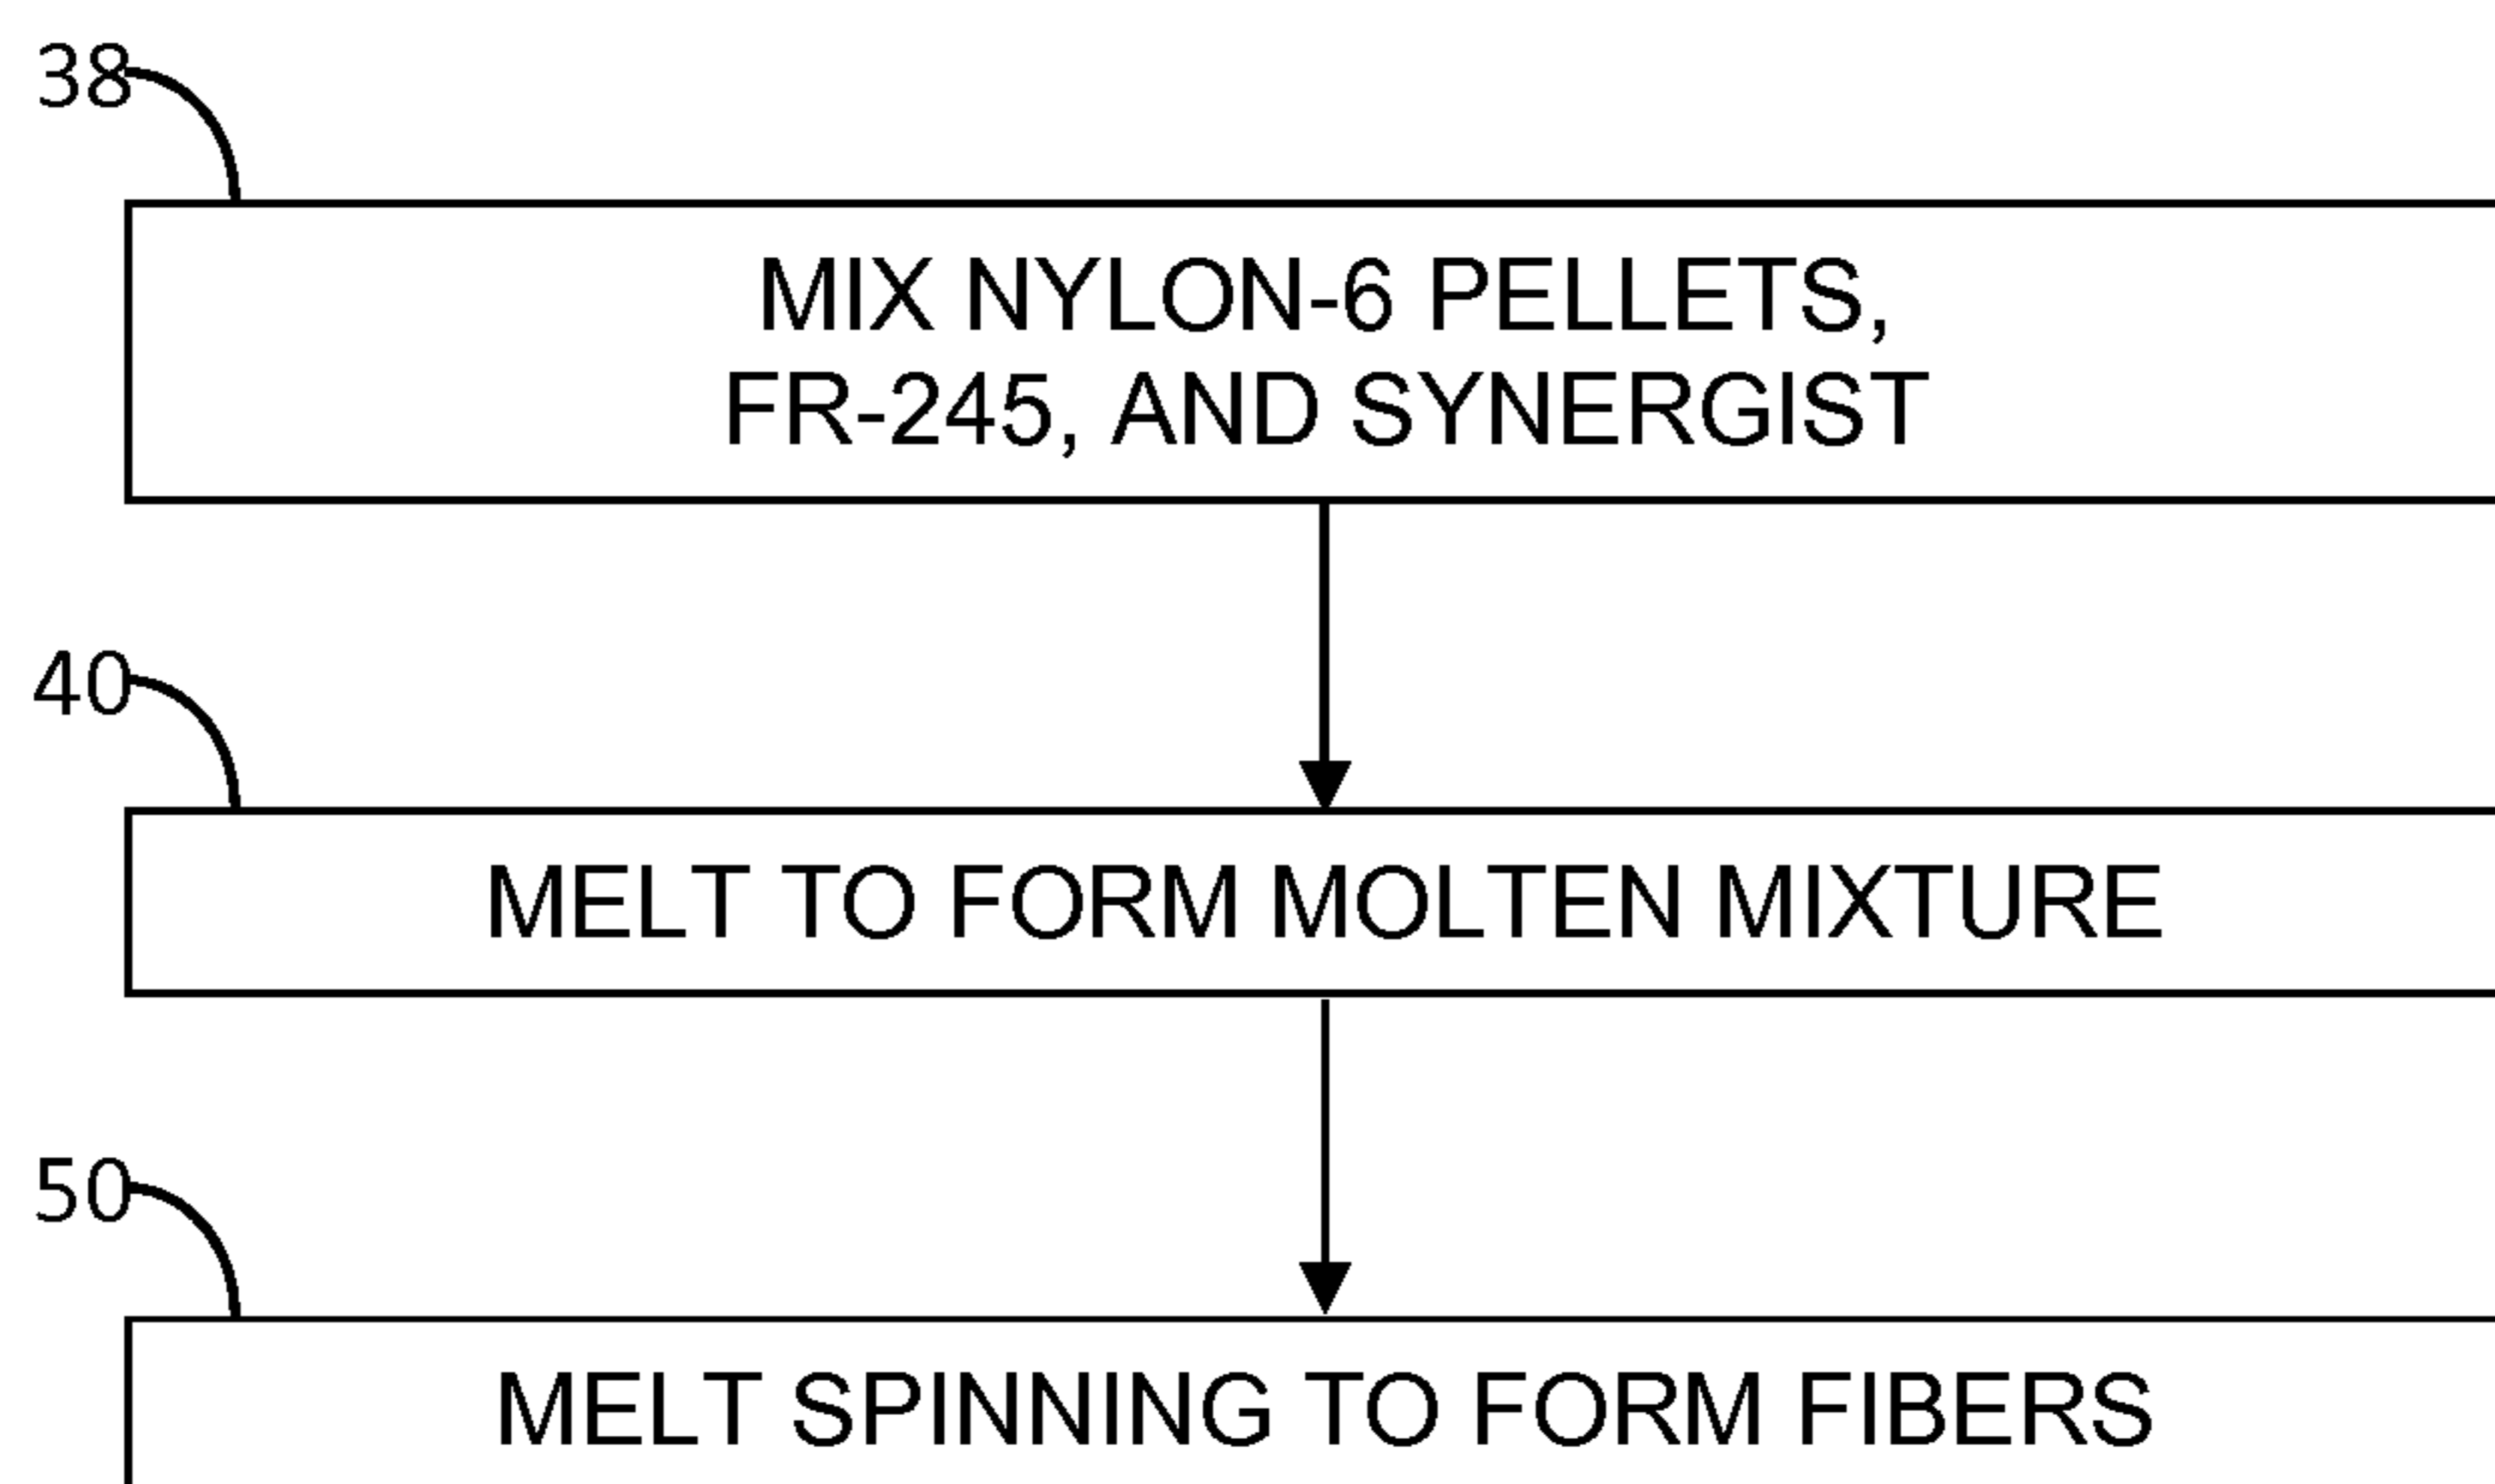 38
MIX NYLON-6 PELLETS,
FR-245, AND SYNERGIST
40
MELT TO FORM MOLTEN MIXTURE
50
MELT SPINNING TO FORM FIBERS